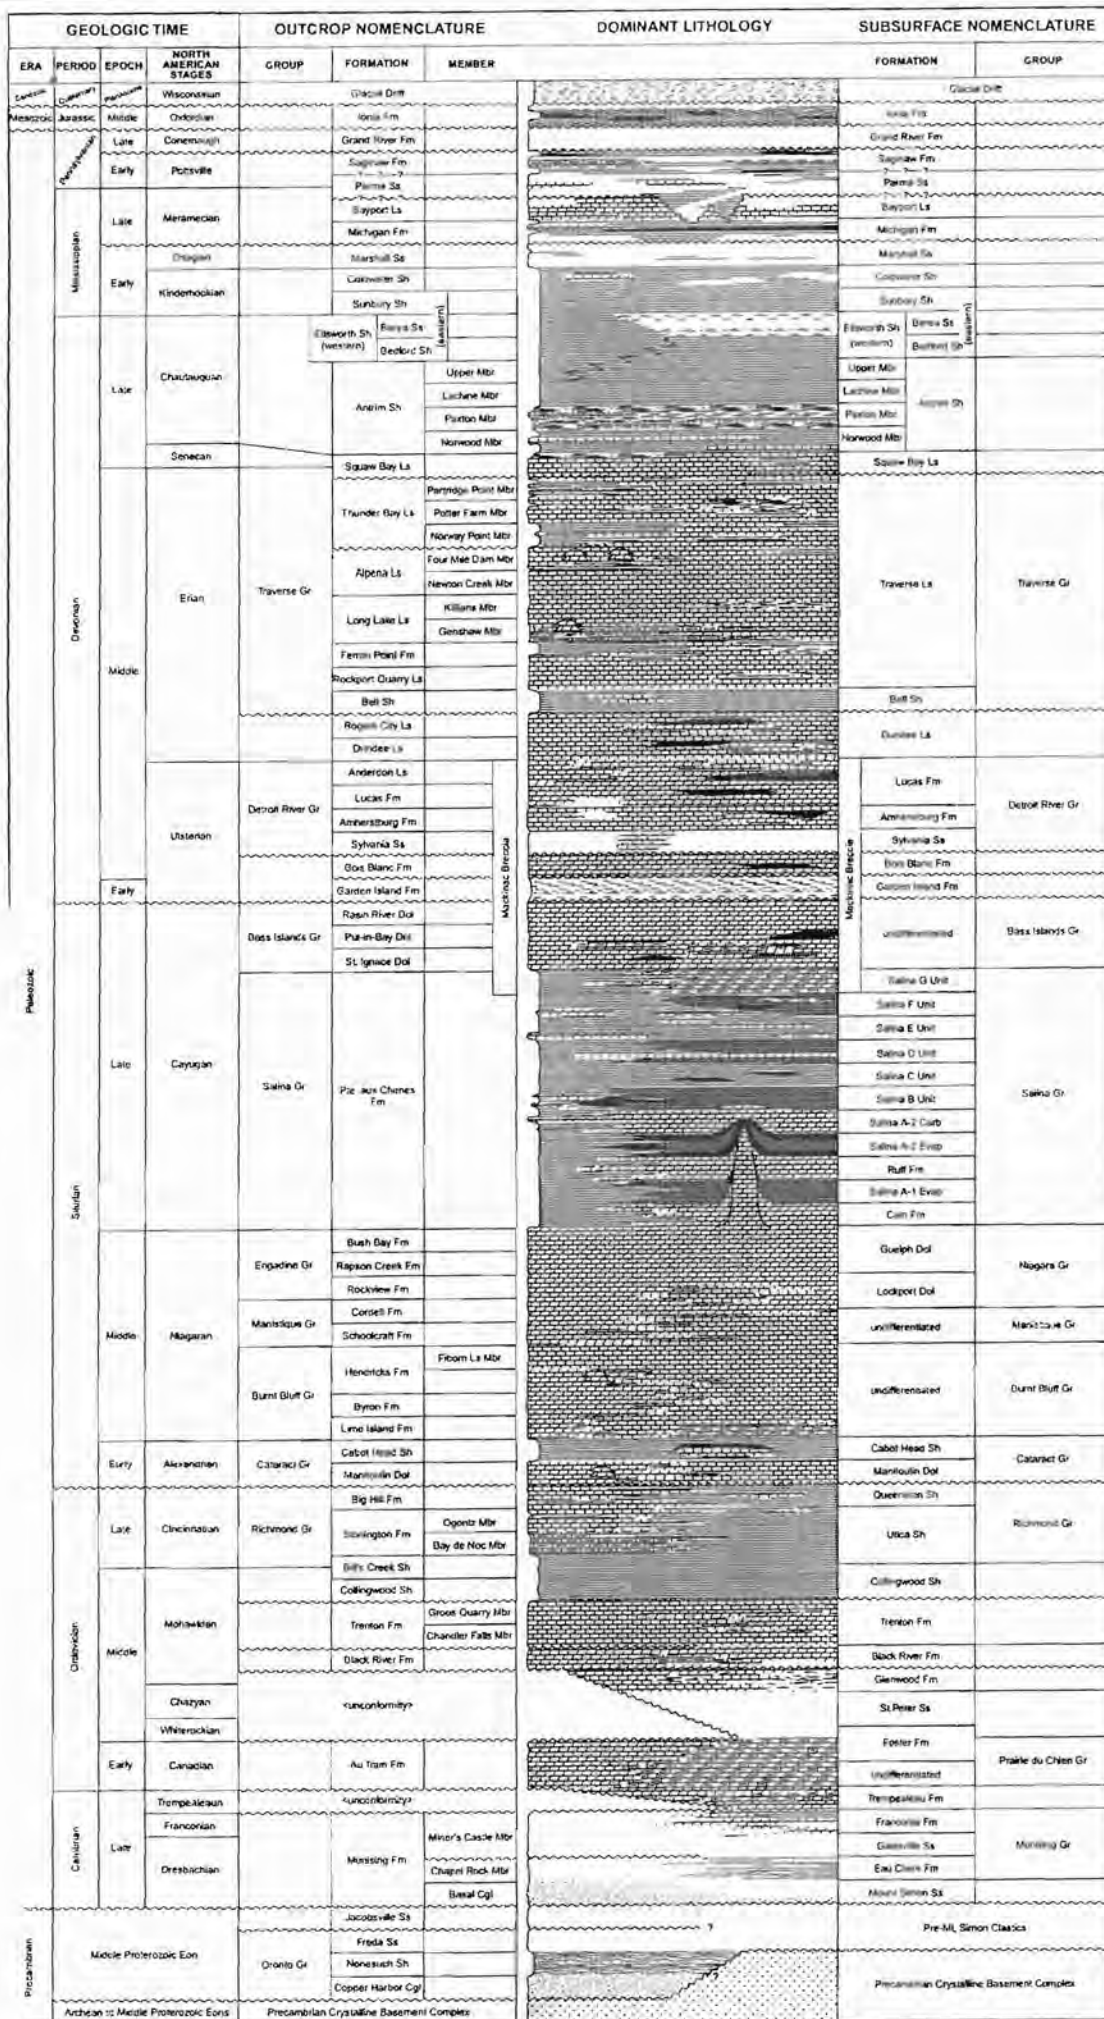 GEOLOGIC TIME OUTCROP NOMENCLATURE DOMINANT LITHOLOGY SUBSURFACE NOMENCLATURE
ERA PERIOD EPOCH NORTH AMERICAN STAGES GROUP FORMATION MEMBER FORMATION GROUP
Wisconsinan Glacial Drift Glacial Drift
Mesozoic Jurassic Middle Oxfordian Ionia Fm
Late Conemaugh Grand River Fm Grand River Fm
Pennsylvanian
Early Pottsville Saginaw Fm Saginaw Fm
? ? ?
Parma Ss Parma Ss
Late Meramecian Bayport Ls Bayport Ls
Michigan Fm Michigan Fm
Mississippian
Osagian Marshall Ss Marshall Ss
Early Kinderhookian Coldwater Sh Coldwater Sh
Sunbury Sh Sunbury Sh
Ellsworth Sh (western) Berea Ss (eastern) Ellsworth Sh (western) Berea Ss (eastern)
Bedford Sh Bedford Sh
Late Chautauquan Antrim Sh Upper Mbr Upper Mbr Antrim Sh
Lachine Mbr Lachine Mbr
Paxton Mbr Paxton Mbr
Norwood Mbr Norwood Mbr
Senecan Squaw Bay Ls Squaw Bay Ls
Devonian
Middle Erian Traverse Gr
Thunder Bay Ls Partridge Point Mbr
Potter Farm Mbr
Norway Point Mbr
Alpena Ls Four Mile Dam Mbr
Newton Creek Mbr Traverse Ls Traverse Gr
Long Lake Ls Killians Mbr
Genshaw Mbr
Ferron Point Fm
Rockport Quarry Ls
Bell Sh Bell Sh
Rogers City Ls Dundee Ls
Dundee Ls
Ulsterian Detroit River Gr Anderdon Ls Mackinac Breccia Mackinac Breccia
Lucas Fm Lucas Fm Detroit River Gr
Amherstburg Fm Amherstburg Fm
Sylvania Ss Sylvania Ss
Bois Blanc Fm Bois Blanc Fm
Early Garden Island Fm Garden Island Fm
Paleozoic
Silurian
Late Cayugan
Bass Islands Gr Raisin River Dol
Put-in-Bay Dol undifferentiated Bass Islands Gr
St. Ignace Dol
Salina Gr Pte. aux Chenes Fm Salina G Unit
Salina F Unit
Salina E Unit
Salina D Unit
Salina C Unit
Salina B Unit Salina Gr
Salina A-2 Carb
Salina A-2 Evap
Ruff Fm
Salina A-1 Evap
Cain Fm
Middle Niagaran
Engadine Gr Bush Bay Fm Guelph Dol Niagara Gr
Rapson Creek Fm
Rockview Fm Lockport Dol
Manistique Gr Cordell Fm undifferentiated Manistique Gr
Schoolcraft Fm
Burnt Bluff Gr Hendricks Fm Fiborn Ls Mbr undifferentiated Burnt Bluff Gr
Byron Fm
Lime Island Fm
Early Alexandrian Cataract Gr Cabot Head Sh Cabot Head Sh Cataract Gr
Manitoulin Dol Manitoulin Dol
Ordovician
Late Cincinnatian Richmond Gr Big Hill Fm Queenston Sh Richmond Gr
Stonington Fm Ogontz Mbr Utica Sh
Bay de Noc Mbr
Bill's Creek Sh
Collingwood Sh Collingwood Sh
Middle Mohawkian Trenton Fm Groos Quarry Mbr Trenton Fm
Chandler Falls Mbr
Black River Fm Black River Fm
Glenwood Fm
Chazyan <unconformity> St.Peter Ss
Whiterockian
Foster Fm
Early Canadian Au Train Fm Prairie du Chien Gr
undifferentiated
Cambrian
Late Trempealeaun <unconformity> Trempealeau Fm
Franconian Munising Fm Miner's Castle Mbr Franconia Fm
Galesville Ss Munising Gr
Dresbachian Chapel Rock Mbr Eau Claire Fm
Basal Cgl Mount Simon Ss
Precambrian
Middle Proterozoic Eon Jacobsville Ss ? Pre-Mt. Simon Clastics
Oronto Gr Freda Ss
Nonesuch Sh
Copper Harbor Cgl Precambrian Crystalline Basement Complex
Archean to Middle Proterozoic Eons Precambrian Crystalline Basement Complex